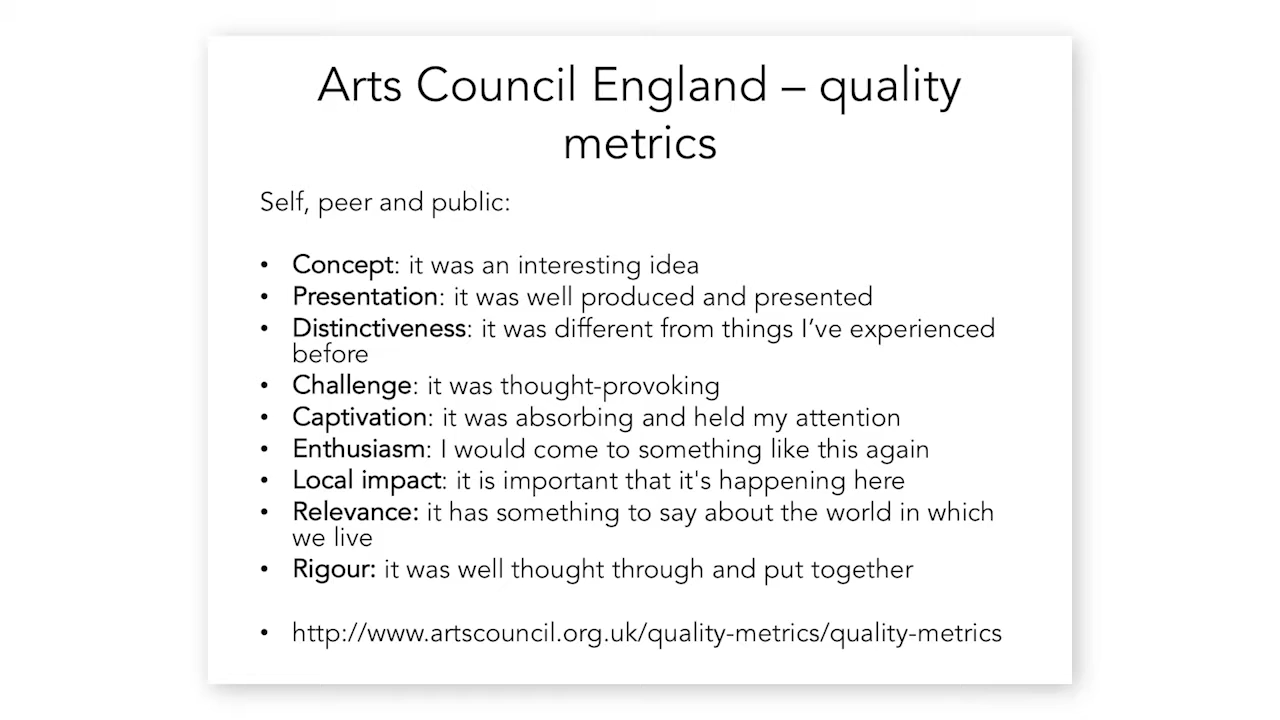 Arts Council England – quality
metrics
Self, peer and public:
• Concept: it was an interesting idea
• Presentation: it was well produced and presented
• Distinctiveness: it was different from things I’ve experienced
before
• Challenge: it was thought-provoking
• Captivation: it was absorbing and held my attention
• Enthusiasm: I would come to something like this again
• Local impact: it is important that it's happening here
• Relevance: it has something to say about the world in which
we live
• Rigour: it was well thought through and put together
• http://www.artscouncil.org.uk/quality-metrics/quality-metrics